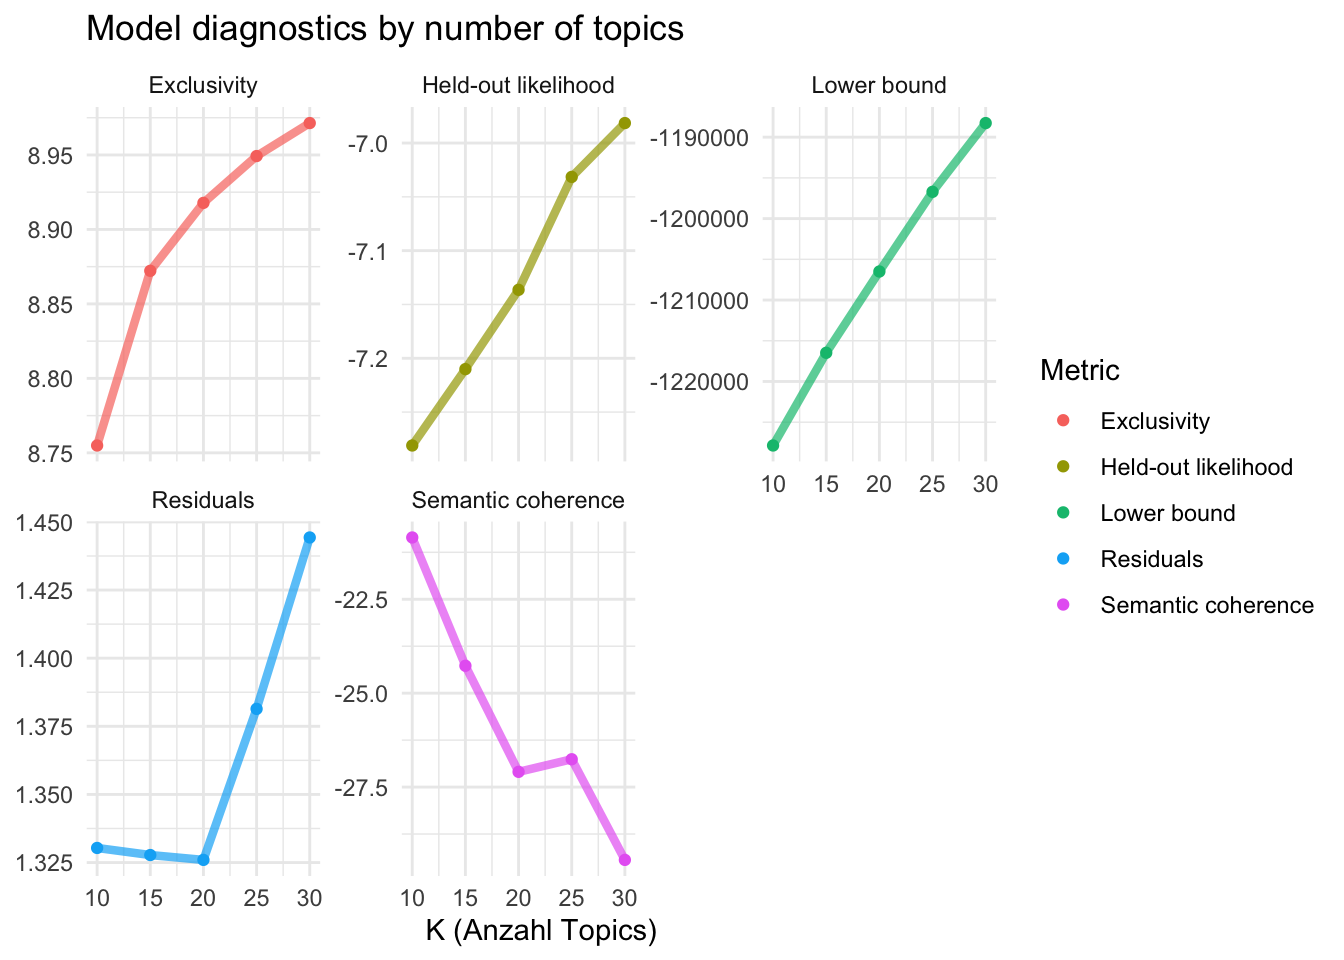 Model diagnostics by number of topics
Exclusivity
8.95
8.90
8.85
8.80
8.75
Held-out likelihood
-7.0
-7.1
-7.2
Lower bound
-1190000
-1200000
-1210000
-1220000
10 15 20 25 30
Residuals
1.450
1.425
1.400
1.375
1.350
1.325
10 15 20 25 30
Semantic coherence
-22.5
-25.0
-27.5
10 15 20 25 30
K (Anzahl Topics)
Metric
Exclusivity
Held-out likelihood
Lower bound
Residuals
Semantic coherence